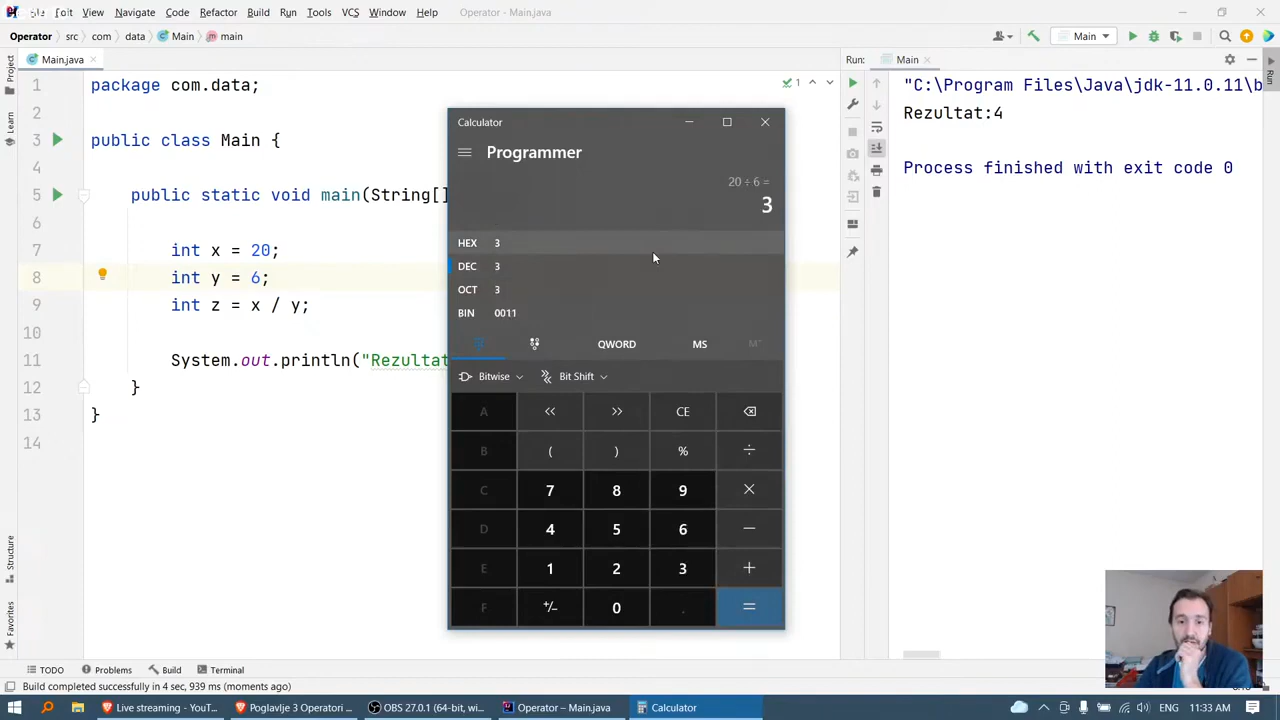 File Edit View Navigate Code Refactor Build Run Tools VCS Window Help Operator - Main.java
Operator src com data Main main Main
Project Main.java Run: Main
1 package com.data; 1
2
3 public class Main {
4
5 public static void main(String[]
6
7 int x = 20;
8 int y = 6;
9 int z = x / y;
10
11 System.out.println("Rezultat
12 }
13 }
14
Learn
Structure
Favorites
"C:\Program Files\Java\jdk-11.0.11\b
Rezultat:4
Process finished with exit code 0
Run
Calculator
Programmer
20 ÷ 6 =
3
HEX 3
DEC 3
OCT 3
BIN 0011
QWORD MS M˅
Bitwise Bit Shift
A << >> CE
B ( ) % ÷
C 7 8 9 ×
D 4 5 6 −
E 1 2 3 +
F +/− 0 . =
TODO Problems Build Terminal
Build completed successfully in 4 sec, 939 ms (moments ago)
Live streaming - YouT... Poglavlje 3 Operatori ... OBS 27.0.1 (64-bit, wi... Operator – Main.java Calculator ENG 11:33 AM